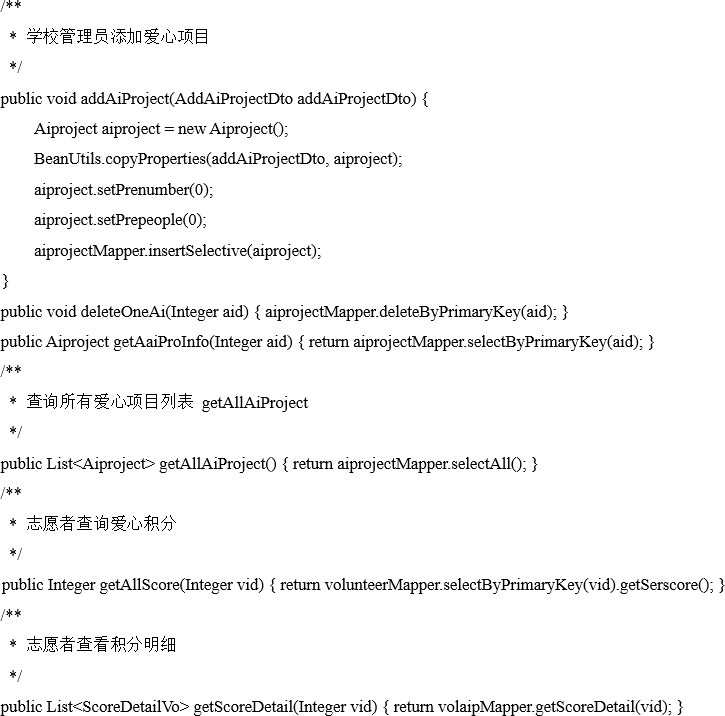 /**
* 学校管理员添加爱心项目
*/
public void addAiProject(AddAiProjectDto addAiProjectDto) {
Aiproject aiproject = new Aiproject();
BeanUtils.copyProperties(addAiProjectDto, aiproject);
aiproject.setPrenumber(0);
aiproject.setPrepeople(0);
aiprojectMapper.insertSelective(aiproject);
}
public void deleteOneAi(Integer aid) { aiprojectMapper.deleteByPrimaryKey(aid); }
public Aiproject getAaiProInfo(Integer aid) { return aiprojectMapper.selectByPrimaryKey(aid); }
/**
* 查询所有爱心项目列表 getAllAiProject
*/
public List<Aiproject> getAllAiProject() { return aiprojectMapper.selectAll(); }
/**
* 志愿者查询爱心积分
*/
public Integer getAllScore(Integer vid) { return volunteerMapper.selectByPrimaryKey(vid).getSerscore(); }
/**
* 志愿者查看积分明细
*/
public List<ScoreDetailVo> getScoreDetail(Integer vid) { return volaipMapper.getScoreDetail(vid); }